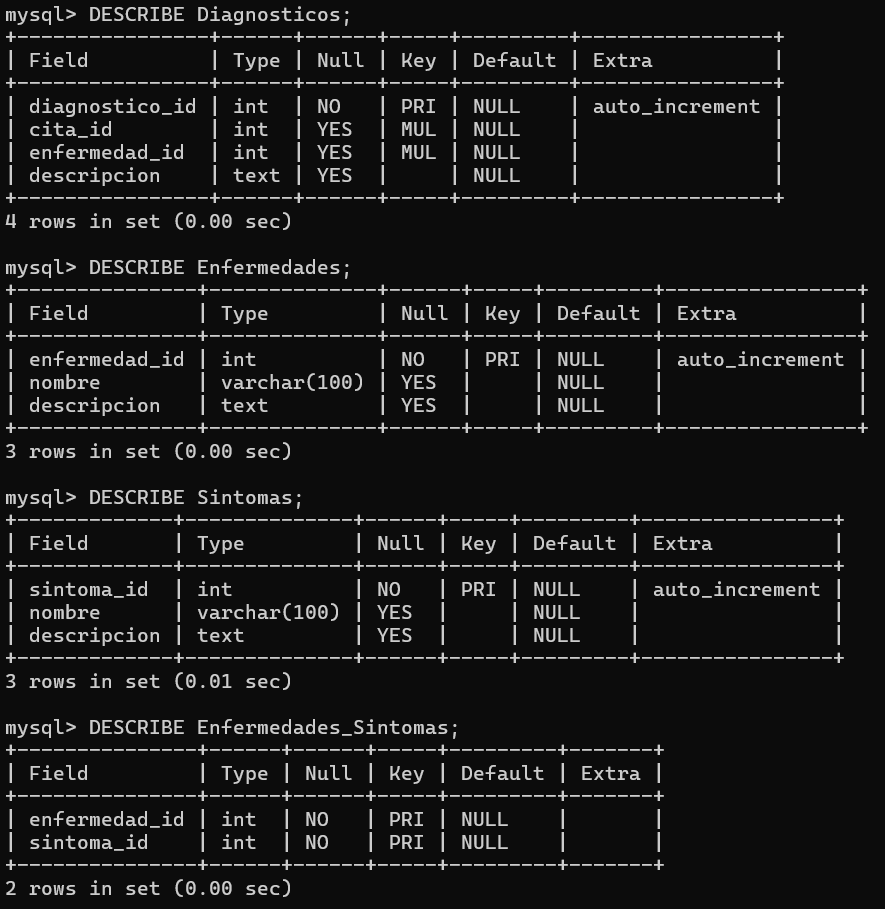 mysql> DESCRIBE Diagnosticos;
+----------------+------+------+-----+---------+----------------+
| Field          | Type | Null | Key | Default | Extra          |
+----------------+------+------+-----+---------+----------------+
| diagnostico_id | int  | NO   | PRI | NULL    | auto_increment |
| cita_id        | int  | YES  | MUL | NULL    |                |
| enfermedad_id  | int  | YES  | MUL | NULL    |                |
| descripcion    | text | YES  |     | NULL    |                |
+----------------+------+------+-----+---------+----------------+
4 rows in set (0.00 sec)

mysql> DESCRIBE Enfermedades;
+---------------+--------------+------+-----+---------+----------------+
| Field         | Type         | Null | Key | Default | Extra          |
+---------------+--------------+------+-----+---------+----------------+
| enfermedad_id | int          | NO   | PRI | NULL    | auto_increment |
| nombre        | varchar(100) | YES  |     | NULL    |                |
| descripcion   | text         | YES  |     | NULL    |                |
+---------------+--------------+------+-----+---------+----------------+
3 rows in set (0.00 sec)

mysql> DESCRIBE Sintomas;
+-------------+--------------+------+-----+---------+----------------+
| Field       | Type         | Null | Key | Default | Extra          |
+-------------+--------------+------+-----+---------+----------------+
| sintoma_id  | int          | NO   | PRI | NULL    | auto_increment |
| nombre      | varchar(100) | YES  |     | NULL    |                |
| descripcion | text         | YES  |     | NULL    |                |
+-------------+--------------+------+-----+---------+----------------+
3 rows in set (0.01 sec)

mysql> DESCRIBE Enfermedades_Sintomas;
+---------------+------+------+-----+---------+-------+
| Field         | Type | Null | Key | Default | Extra |
+---------------+------+------+-----+---------+-------+
| enfermedad_id | int  | NO   | PRI | NULL    |       |
| sintoma_id    | int  | NO   | PRI | NULL    |       |
+---------------+------+------+-----+---------+-------+
2 rows in set (0.00 sec)